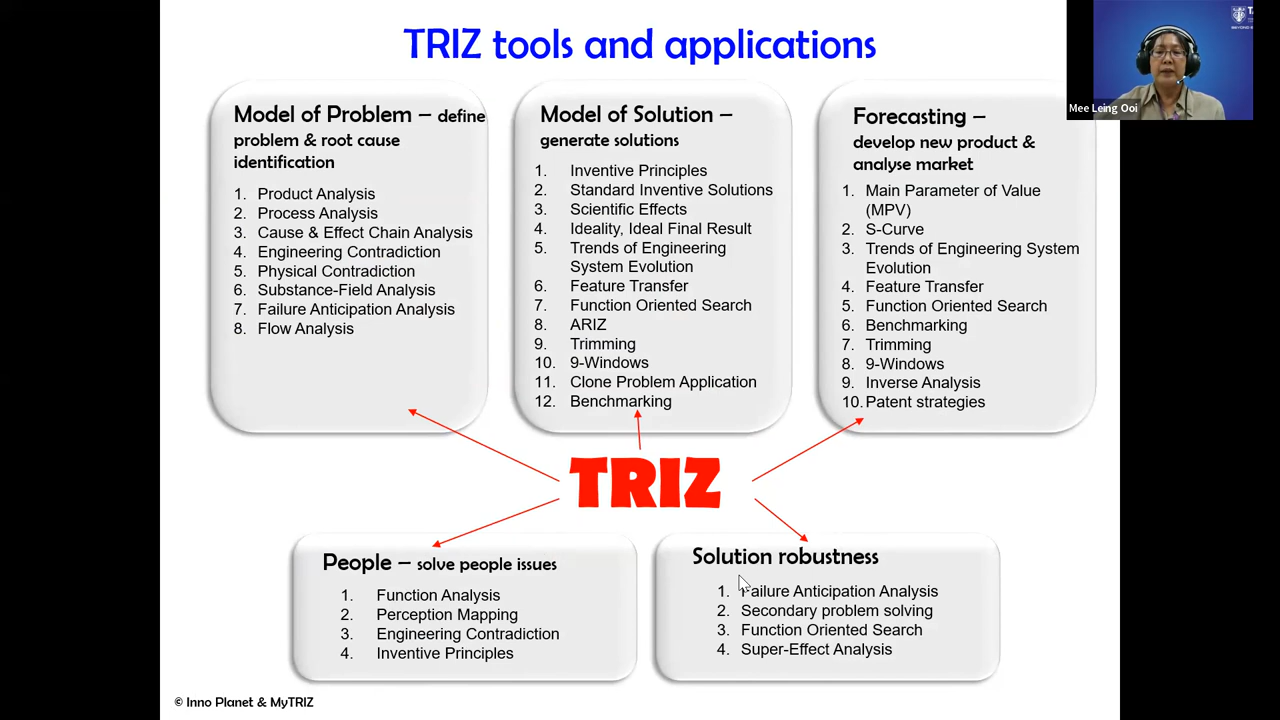 TRIZ tools and applications
Model of Problem – define
problem & root cause
identification
1. Product Analysis
2. Process Analysis
3. Cause & Effect Chain Analysis
4. Engineering Contradiction
5. Physical Contradiction
6. Substance-Field Analysis
7. Failure Anticipation Analysis
8. Flow Analysis
Model of Solution –
generate solutions
1. Inventive Principles
2. Standard Inventive Solutions
3. Scientific Effects
4. Ideality, Ideal Final Result
5. Trends of Engineering
System Evolution
6. Feature Transfer
7. Function Oriented Search
8. ARIZ
9. Trimming
10. 9-Windows
11. Clone Problem Application
12. Benchmarking
Forecasting –
develop new product &
analyse market
1. Main Parameter of Value
(MPV)
2. S-Curve
3. Trends of Engineering System
Evolution
4. Feature Transfer
5. Function Oriented Search
6. Benchmarking
7. Trimming
8. 9-Windows
9. Inverse Analysis
10. Patent strategies
Mee Leing Ooi
TRIZ
People – solve people issues
1. Function Analysis
2. Perception Mapping
3. Engineering Contradiction
4. Inventive Principles
Solution robustness
1. Failure Anticipation Analysis
2. Secondary problem solving
3. Function Oriented Search
4. Super-Effect Analysis
© Inno Planet & MyTRIZ